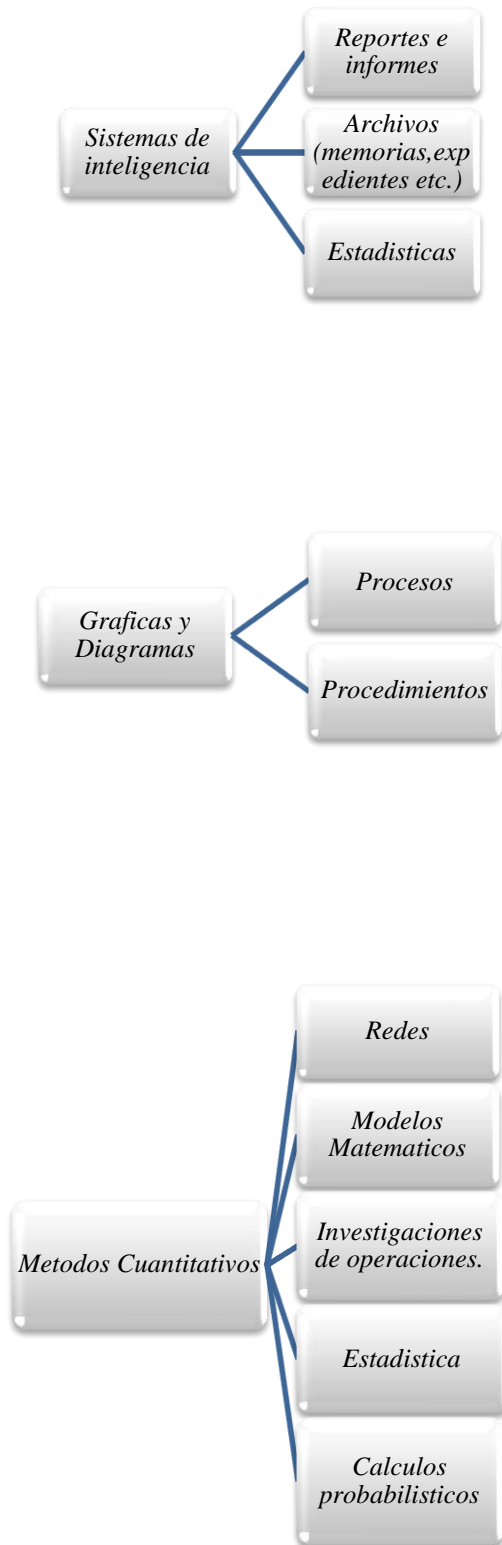 Sistemas de
inteligencia
Reportes e
informes
Archivos
(memorias,exp
edientes etc.)
Estadisticas
Graficas y
Diagramas
Procesos
Procedimientos
Metodos Cuantitativos
Redes
Modelos
Matematicos
Investigaciones
de operaciones.
Estadistica
Calculos
probabilisticos